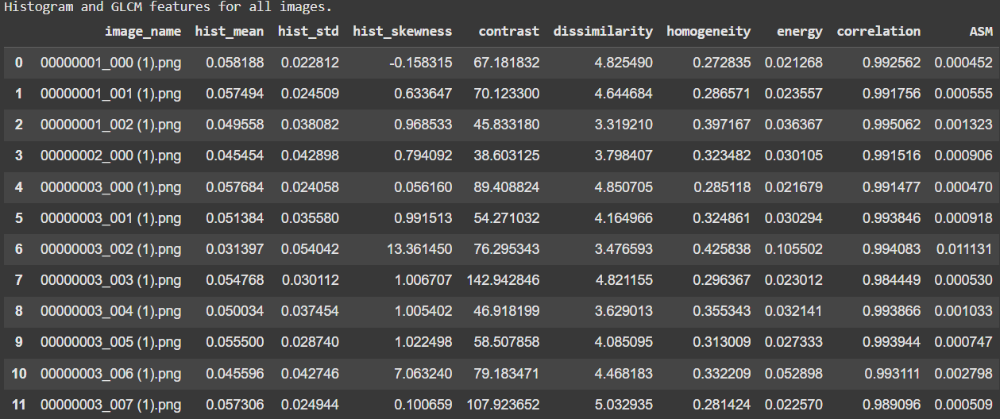 Histogram and GLCM features for all images.
image_name hist_mean hist_std hist_skewness contrast dissimilarity homogeneity energy correlation ASM
0 00000001_000 (1).png 0.058188 0.022812 -0.158315 67.181832 4.825490 0.272835 0.021268 0.992562 0.000452
1 00000001_001 (1).png 0.057494 0.024509 0.633647 70.123300 4.644684 0.286571 0.023557 0.991756 0.000555
2 00000001_002 (1).png 0.049558 0.038082 0.968533 45.833180 3.319210 0.397167 0.036367 0.995062 0.001323
3 00000002_000 (1).png 0.045454 0.042898 0.794092 38.603125 3.798407 0.323482 0.030105 0.991516 0.000906
4 00000003_000 (1).png 0.057684 0.024058 0.056160 89.408824 4.850705 0.285118 0.021679 0.991477 0.000470
5 00000003_001 (1).png 0.051384 0.035580 0.991513 54.271032 4.164966 0.324861 0.030294 0.993846 0.000918
6 00000003_002 (1).png 0.031397 0.054042 13.361450 76.295343 3.476593 0.425838 0.105502 0.994083 0.011131
7 00000003_003 (1).png 0.054768 0.030112 1.006707 142.942846 4.821155 0.296367 0.023012 0.984449 0.000530
8 00000003_004 (1).png 0.050034 0.037454 1.005402 46.918199 3.629013 0.355343 0.032141 0.993866 0.001033
9 00000003_005 (1).png 0.055500 0.028740 1.022498 58.507858 4.085095 0.313009 0.027333 0.993944 0.000747
10 00000003_006 (1).png 0.045596 0.042746 7.063240 79.183471 4.468183 0.332209 0.052898 0.993111 0.002798
11 00000003_007 (1).png 0.057306 0.024944 0.100659 107.923652 5.032935 0.281424 0.022570 0.989096 0.000509